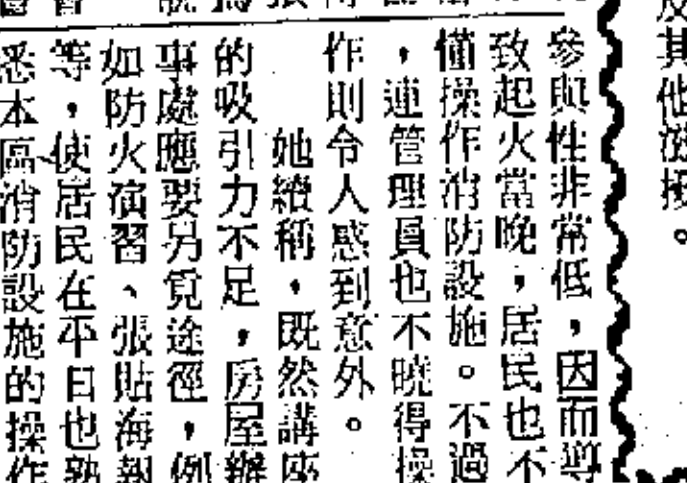 及其他救援。
參與性非常低，因而導
致起火當晚，居民也不
懂操作消防設施。不過
，連管理員也不曉得操
作則令人感到意外。
她續稱，既然講座
的吸引力不足，房屋辦
事處應要另覓途徑，例
如防火演習、張貼海報
等，使居民在平日也熟
悉本區消防設施的操作